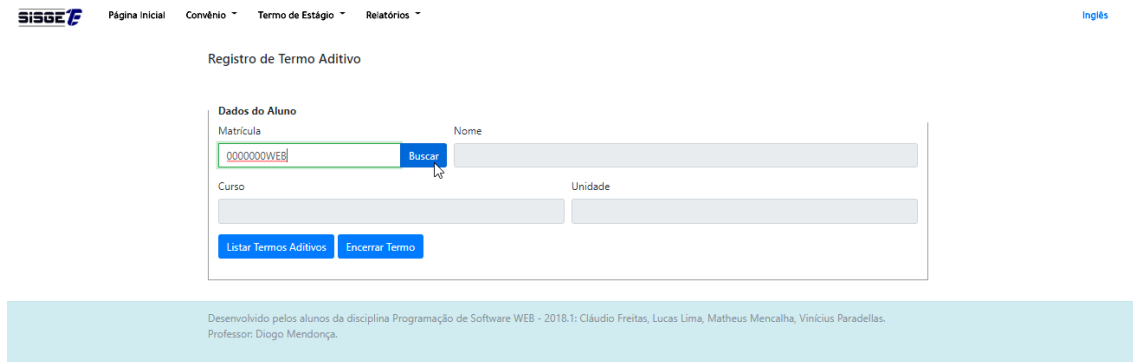 SISGEE Página Inicial Convênio Termo de Estágio Relatórios Inglês
Registro de Termo Aditivo
Dados do Aluno
Matrícula Nome
0000000WEB Buscar
Curso Unidade
Listar Termos Aditivos Encerrar Termo
Desenvolvido pelos alunos da disciplina Programação de Software WEB - 2018.1: Cláudio Freitas, Lucas Lima, Matheus Mencalha, Vinícius Paradellas.
Professor: Diogo Mendonça.